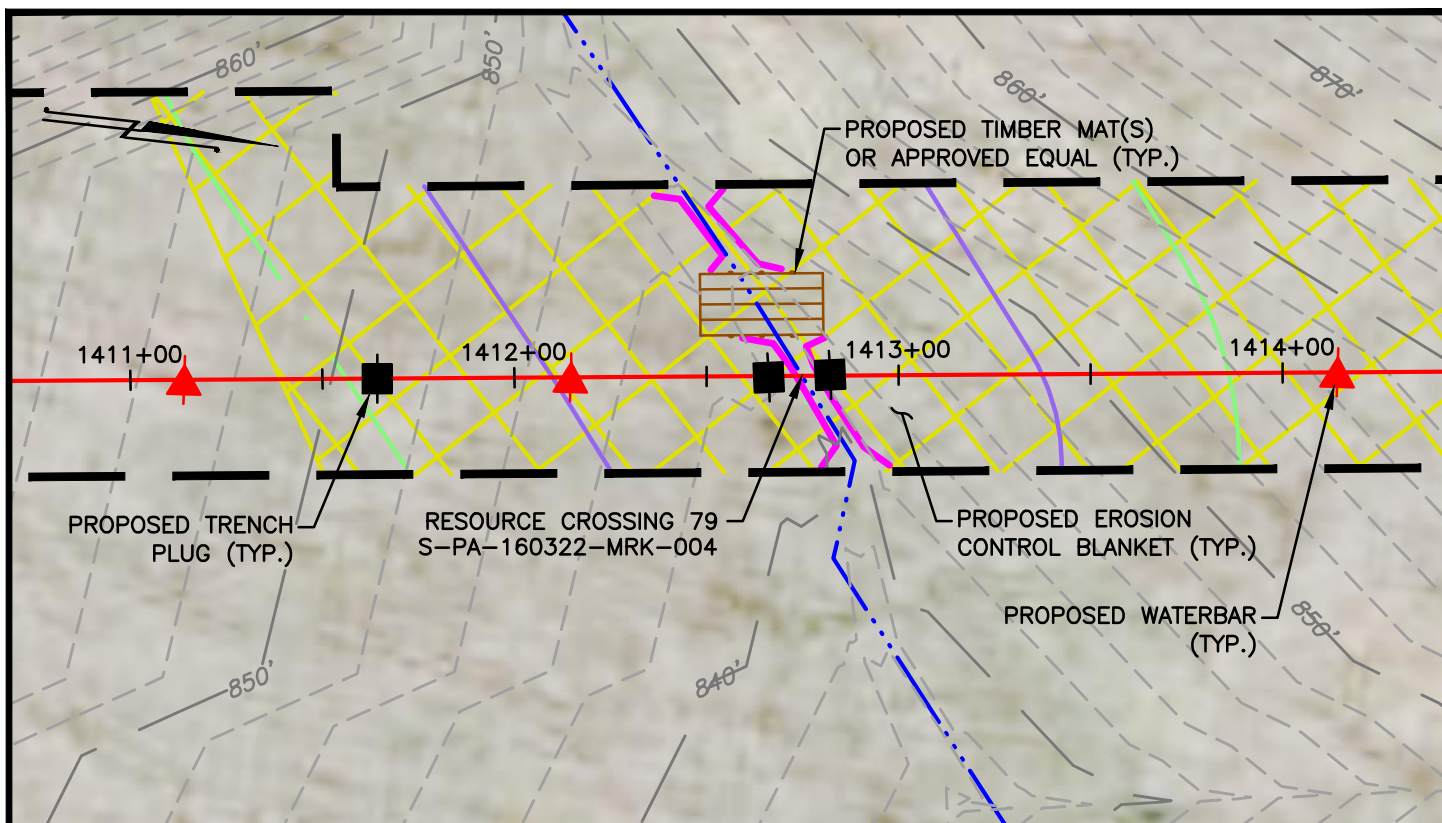 860'
850'
860'
870'
PROPOSED TIMBER MAT(S)
OR APPROVED EQUAL (TYP.)
1411+00
1412+00
1413+00
1414+00
PROPOSED TRENCH
PLUG (TYP.)
RESOURCE CROSSING 79
S-PA-160322-MRK-004
PROPOSED EROSION
CONTROL BLANKET (TYP.)
PROPOSED WATERBAR
(TYP.)
850'
840'
850'